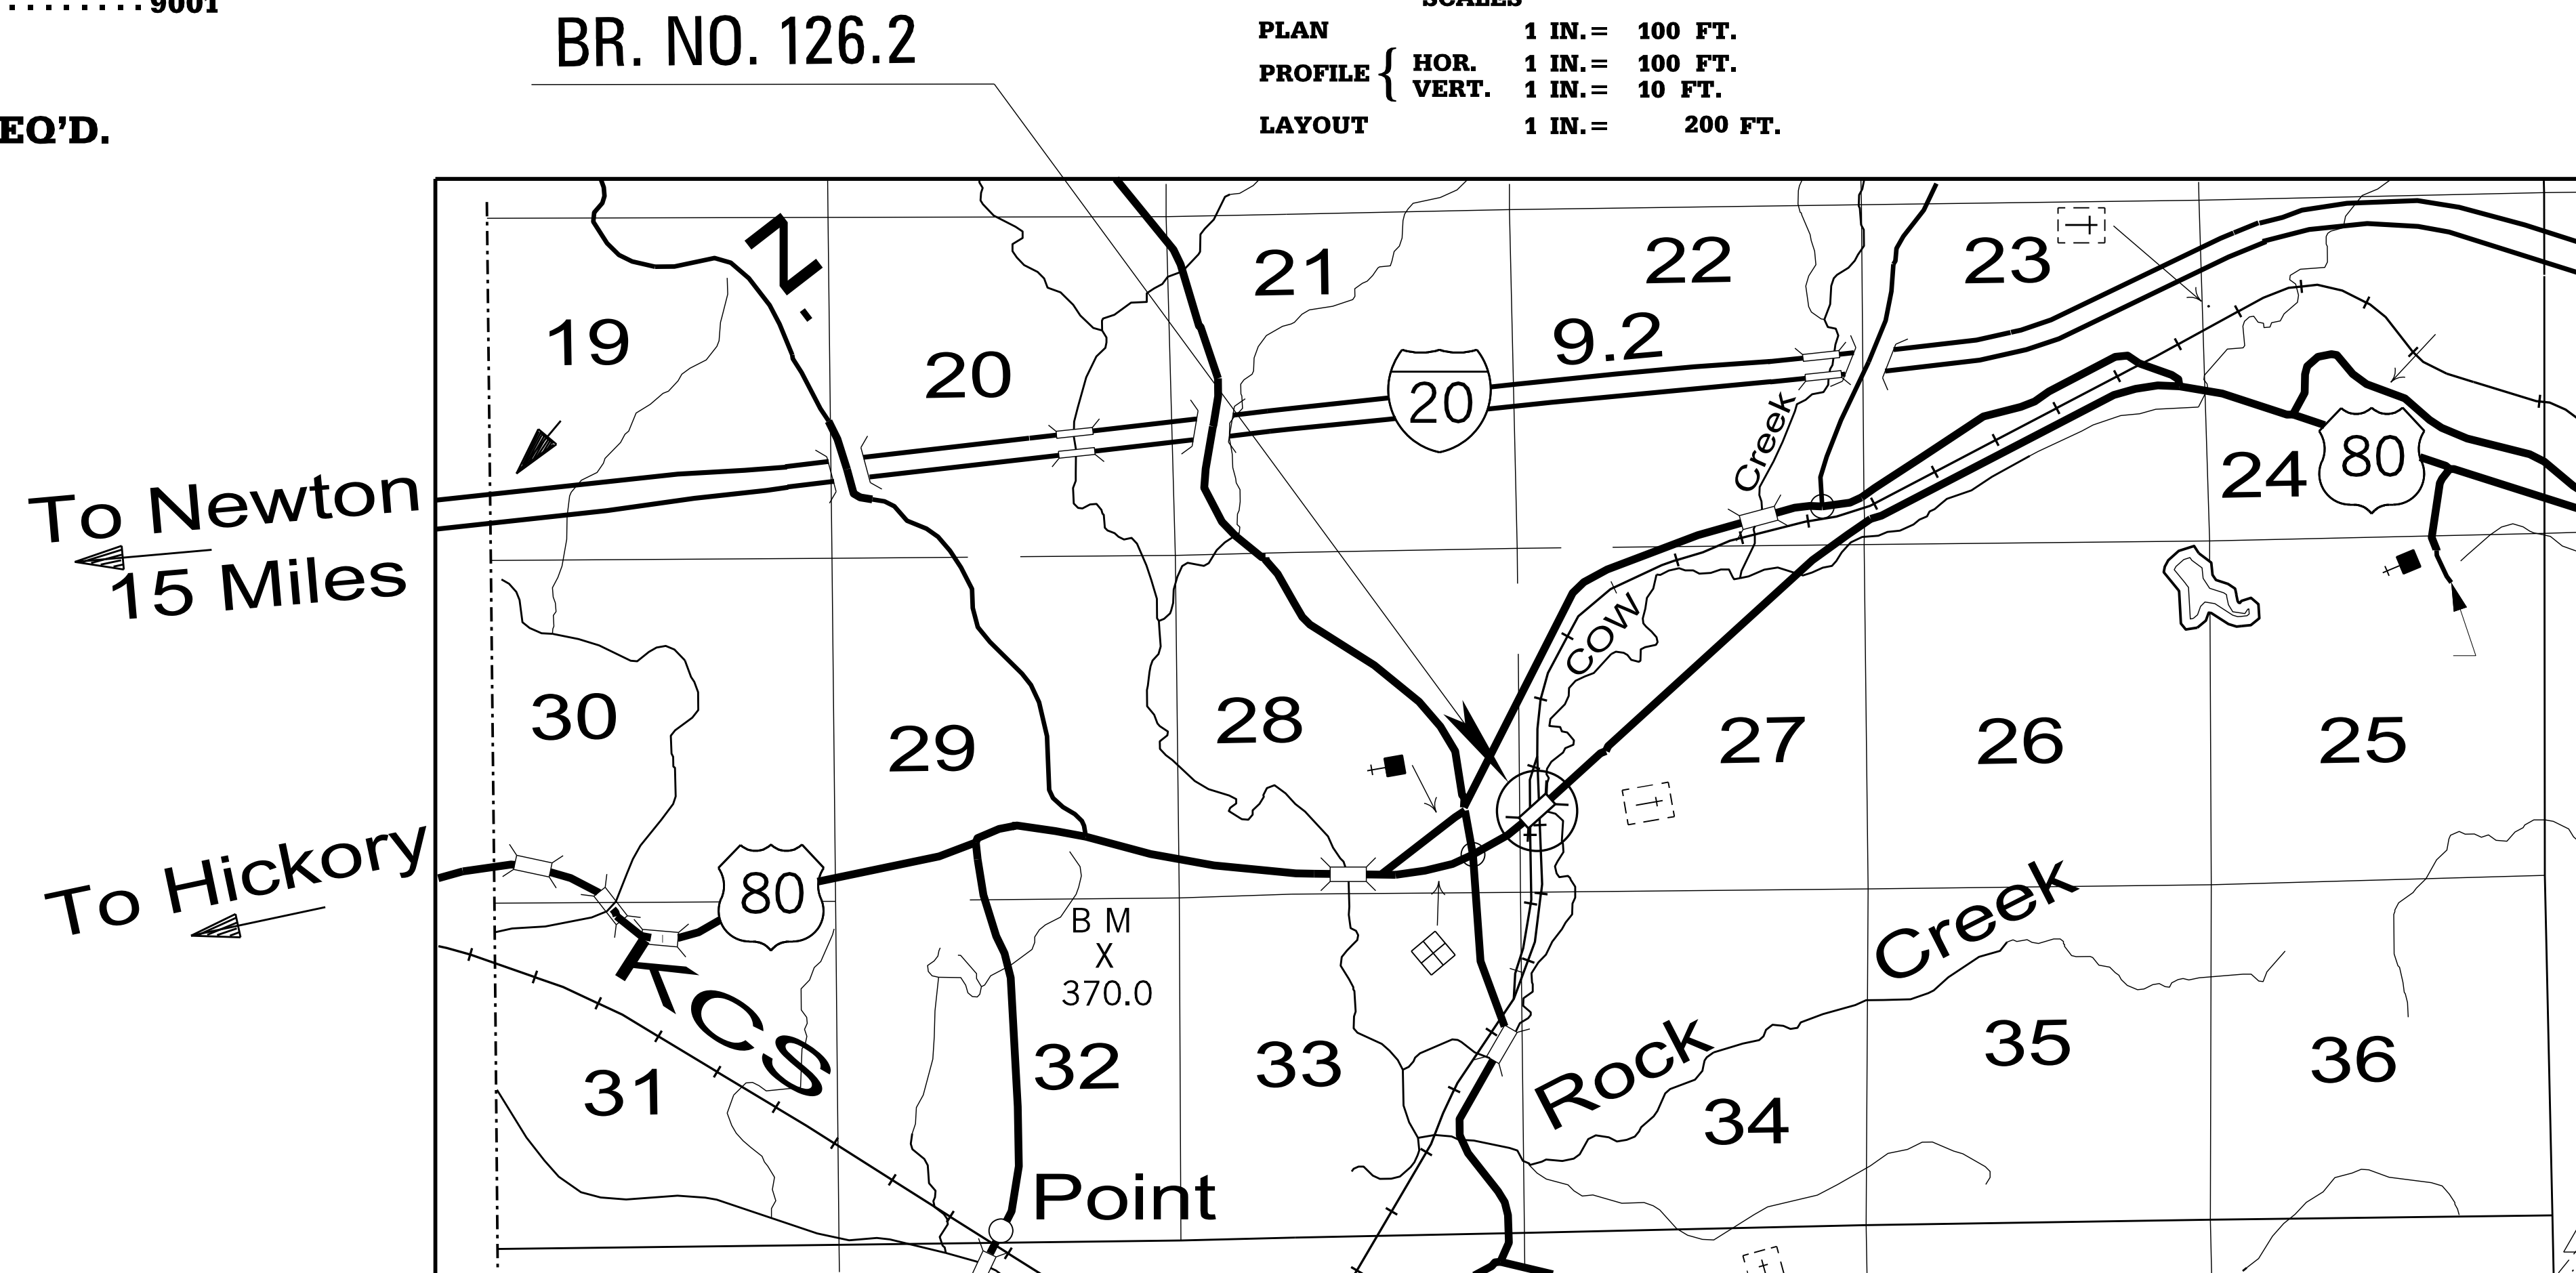 . . . . . . . . 9001
SCALES
BR. NO. 126.2
PLAN 1 IN.= 100 FT.
PROFILE { HOR. 1 IN.= 100 FT.
VERT. 1 IN.= 10 FT.
LAYOUT 1 IN.= 200 FT.
EQ'D.
N.
19
20
21
22
23
9.2
20
Creek
24
80
To Newton
15 Miles
COW
30
29
28
27
26
25
To Hickory
80
B M
X
370.0
KCS
Rock Creek
31
32
33
34
35
36
Point